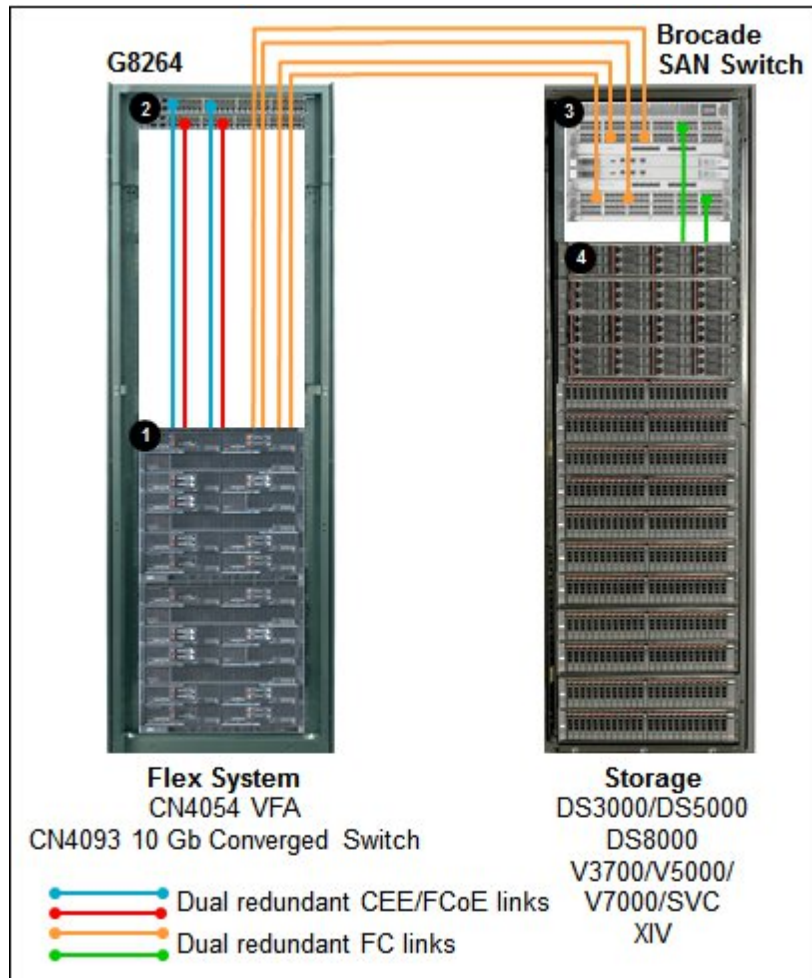 G8264
Brocade
SAN Switch
2
3
4
1
Flex System
CN4054 VFA
CN4093 10 Gb Converged Switch
Storage
DS3000/DS5000
DS8000
V3700/V5000/
V7000/SVC
XIV
Dual redundant CEE/FCoE links
Dual redundant FC links